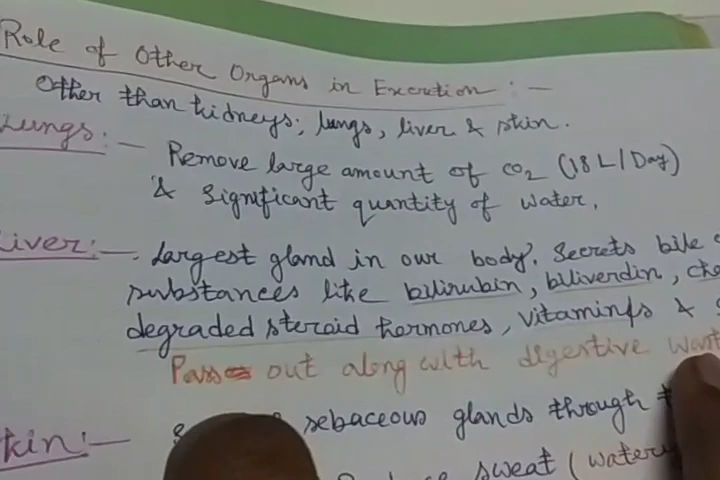 Role of Other Organs in Excretion :-
Other than kidneys; lungs, liver & skin.
Lungs:- Remove large amount of CO2 (18 L/Day)
& significant quantity of water.
Liver:- Largest gland in our body. Secrets bile
substances like bilirubin, biliverdin,
degraded steroid hormones, vitamins &
Pass out along with digestive
Skin:- sebaceous glands through
sweat (water